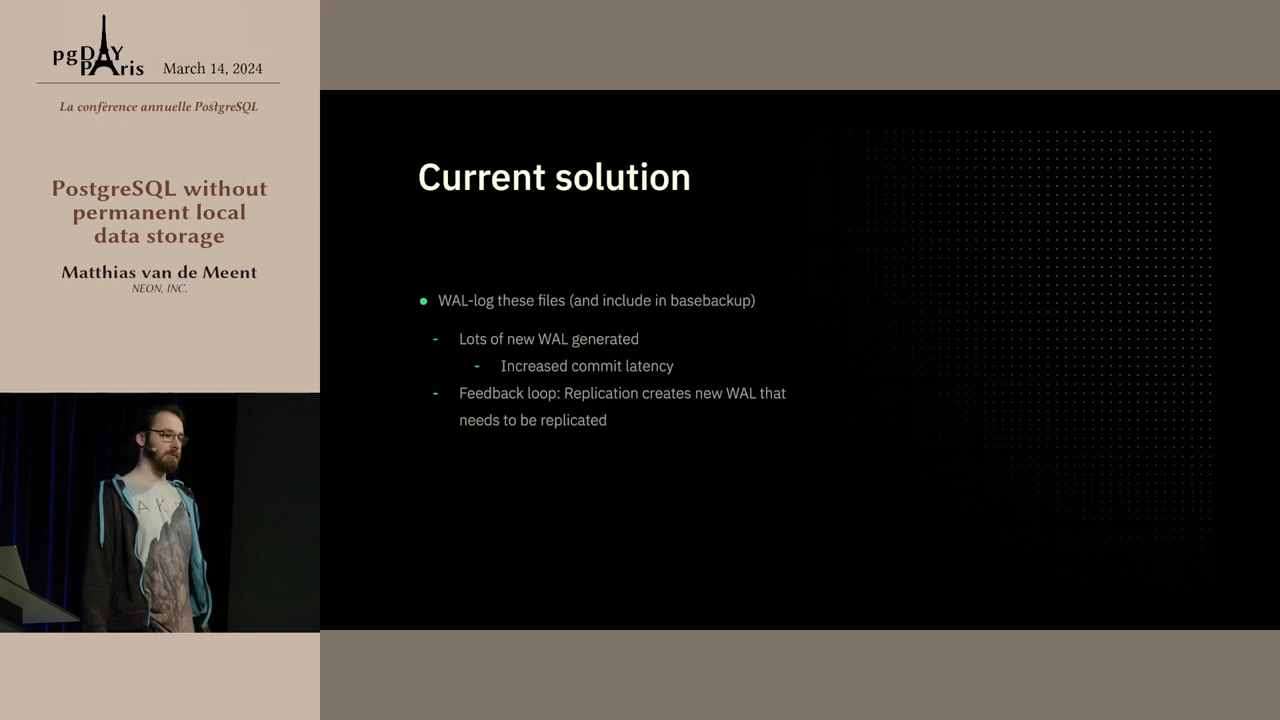 pgDAY
PAris
March 14, 2024
La conférence annuelle PostgreSQL
PostgreSQL without
permanent local
data storage
Matthias van de Meent
NEON, INC.
Current solution
WAL-log these files (and include in basebackup)
- Lots of new WAL generated
- Increased commit latency
- Feedback loop: Replication creates new WAL that
needs to be replicated